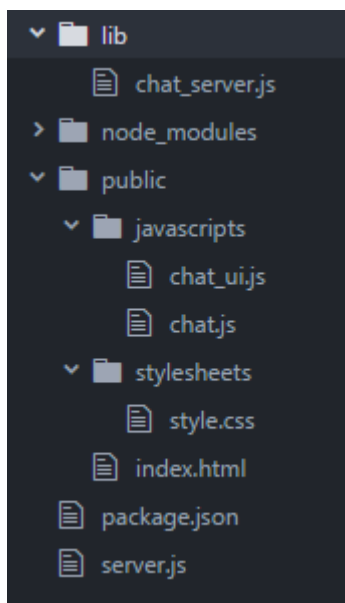 lib
chat_server.js
node_modules
public
javascripts
chat_ui.js
chat.js
stylesheets
style.css
index.html
package.json
server.js